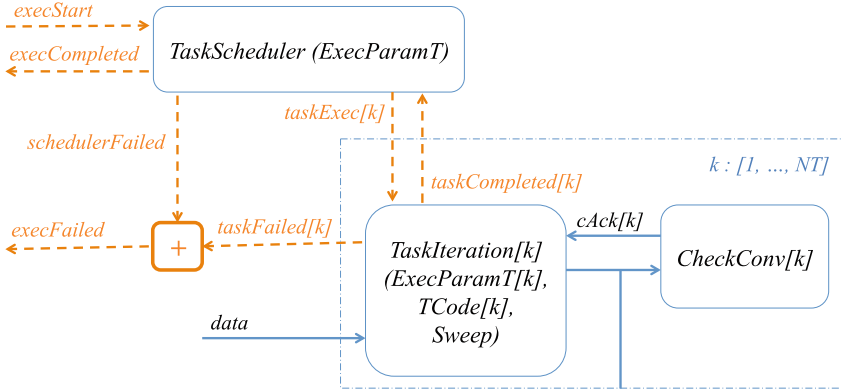 execStart
execCompleted
TaskScheduler (ExecParamT)
taskExec[k]
schedulerFailed
k : [1, ..., NT]
taskCompleted[k]
execFailed
+
taskFailed[k]
TaskIteration[k]
(ExecParamT[k],
TCode[k],
Sweep)
cAck[k]
CheckConv[k]
data